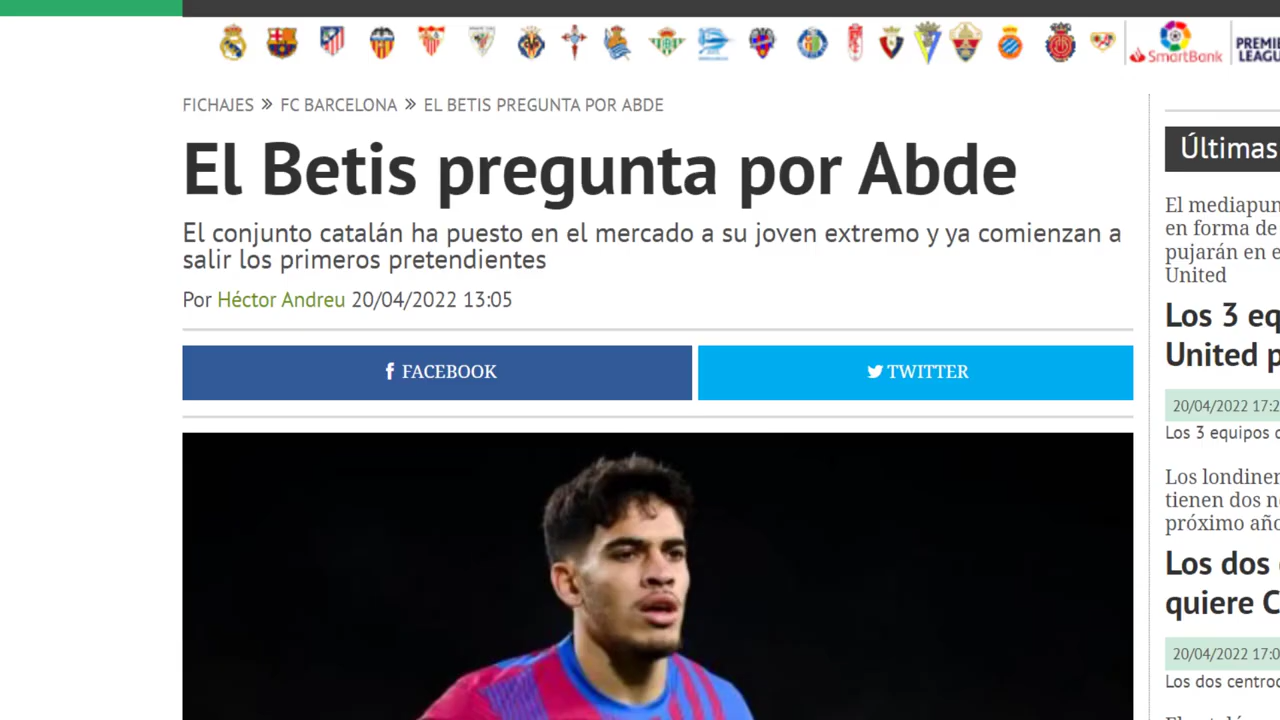 SmartBank
PREMIE
LEAGU
FICHAJES » FC BARCELONA » EL BETIS PREGUNTA POR ABDE
El Betis pregunta por Abde
El conjunto catalán ha puesto en el mercado a su joven extremo y ya comienzan a
salir los primeros pretendientes
Por Héctor Andreu 20/04/2022 13:05
FACEBOOK
TWITTER
Últimas
El mediapun
en forma de
pujarán en e
United
Los 3 eq
United p
20/04/2022 17:2
Los 3 equipos
Los londinen
tienen dos n
próximo año
Los dos
quiere C
20/04/2022 17:0
Los dos centroc